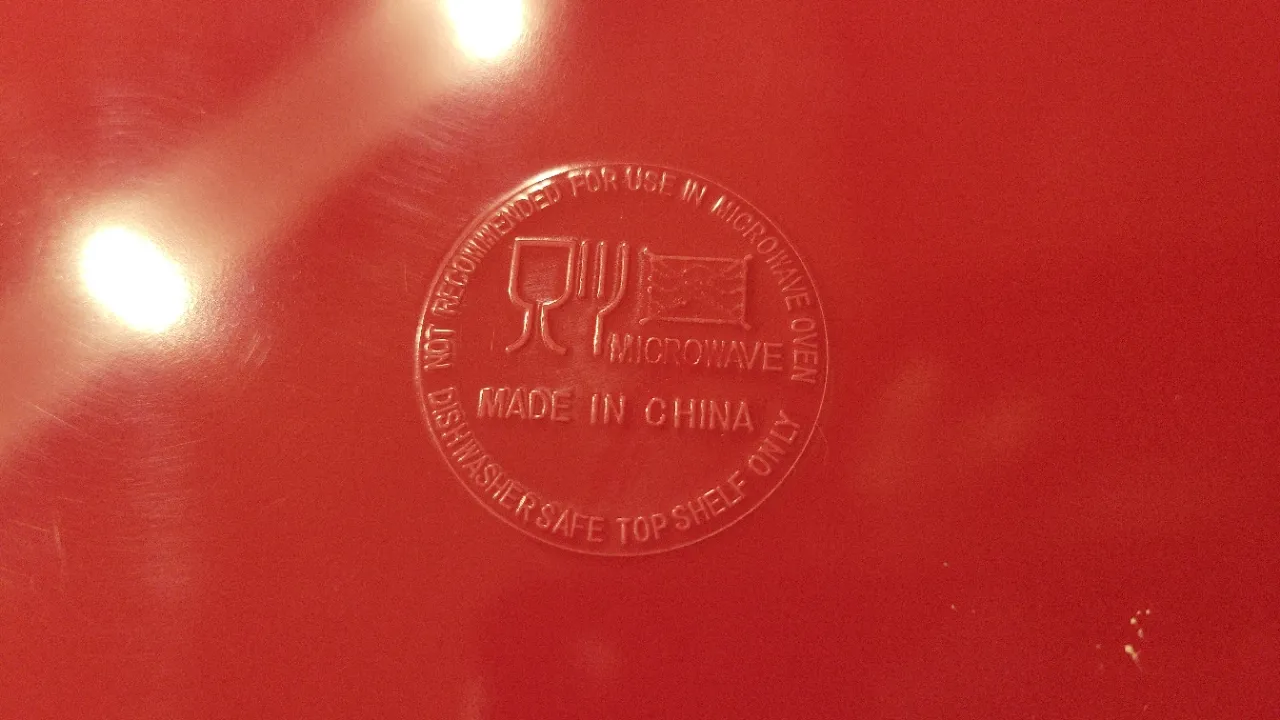 NOT RECOMMENDED FOR USE IN MICROWAVE OVEN
MICROWAVE
MADE IN CHINA
DISHWASHER SAFE TOP SHELF ONLY